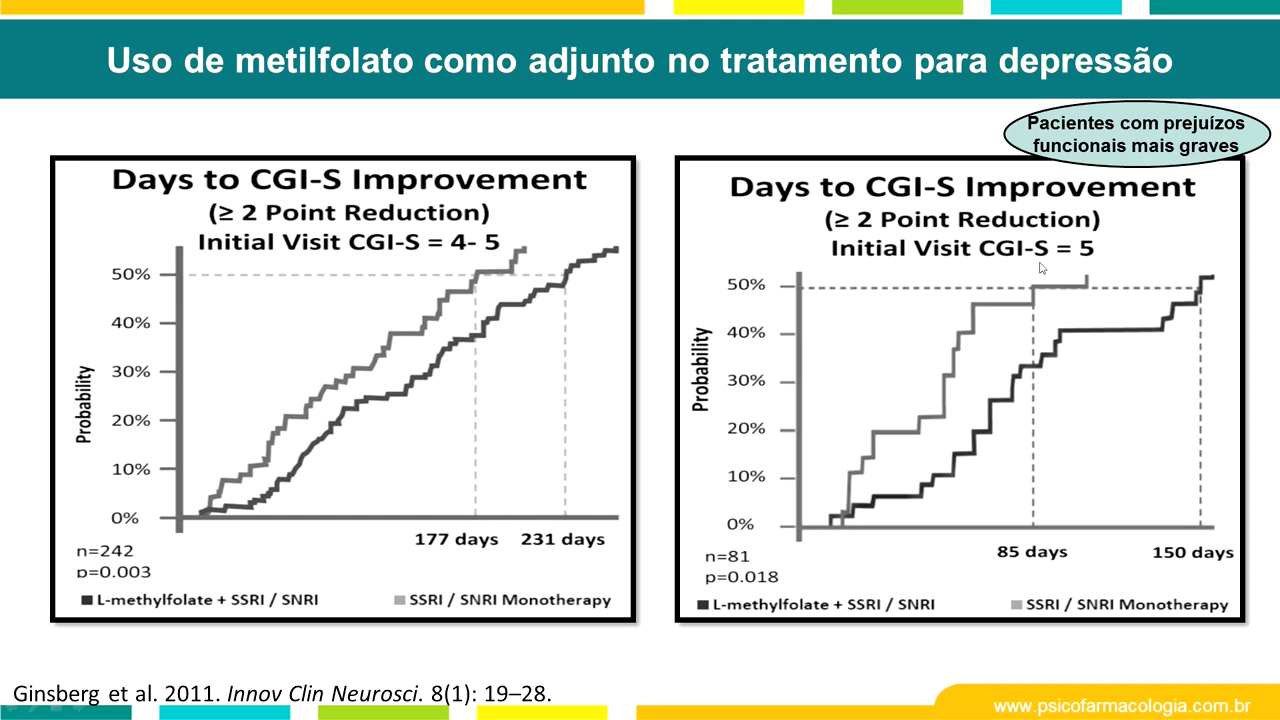 Uso de metilfolato como adjunto no tratamento para depressão
Pacientes com prejuízos
funcionais mais graves
Days to CGI-S Improvement
(≥ 2 Point Reduction)
Initial Visit CGI-S = 4- 5
50%
40%
30%
20%
10%
0%
Probability
177 days
231 days
n=242
p=0.003
L-methylfolate + SSRI / SNRI
SSRI / SNRI Monotherapy
Days to CGI-S Improvement
(≥ 2 Point Reduction)
Initial Visit CGI-S = 5
50%
40%
30%
20%
10%
0%
Probability
85 days
150 days
n=81
p=0.018
L-methylfolate + SSRI / SNRI
SSRI / SNRI Monotherapy
Ginsberg et al. 2011. Innov Clin Neurosci. 8(1): 19–28.
www.psicofarmacologia.com.br